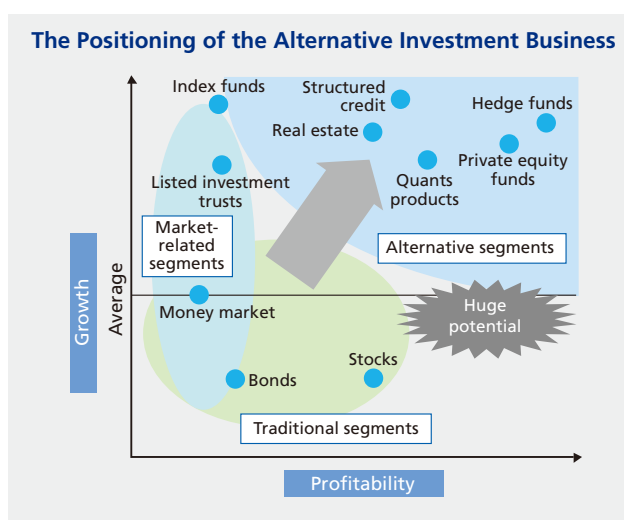 The Positioning of the Alternative Investment Business
Index funds
Structured
credit
Hedge funds
Real estate
Private equity
funds
Listed investment
trusts
Quants
products
Market-
related
segments
Alternative segments
Growth
Average
Money market
Huge
potential
Bonds
Stocks
Traditional segments
Profitability